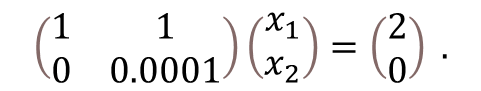 (1 1) (x₁) = (2)
(0 0.0001) (x₂) (0) .